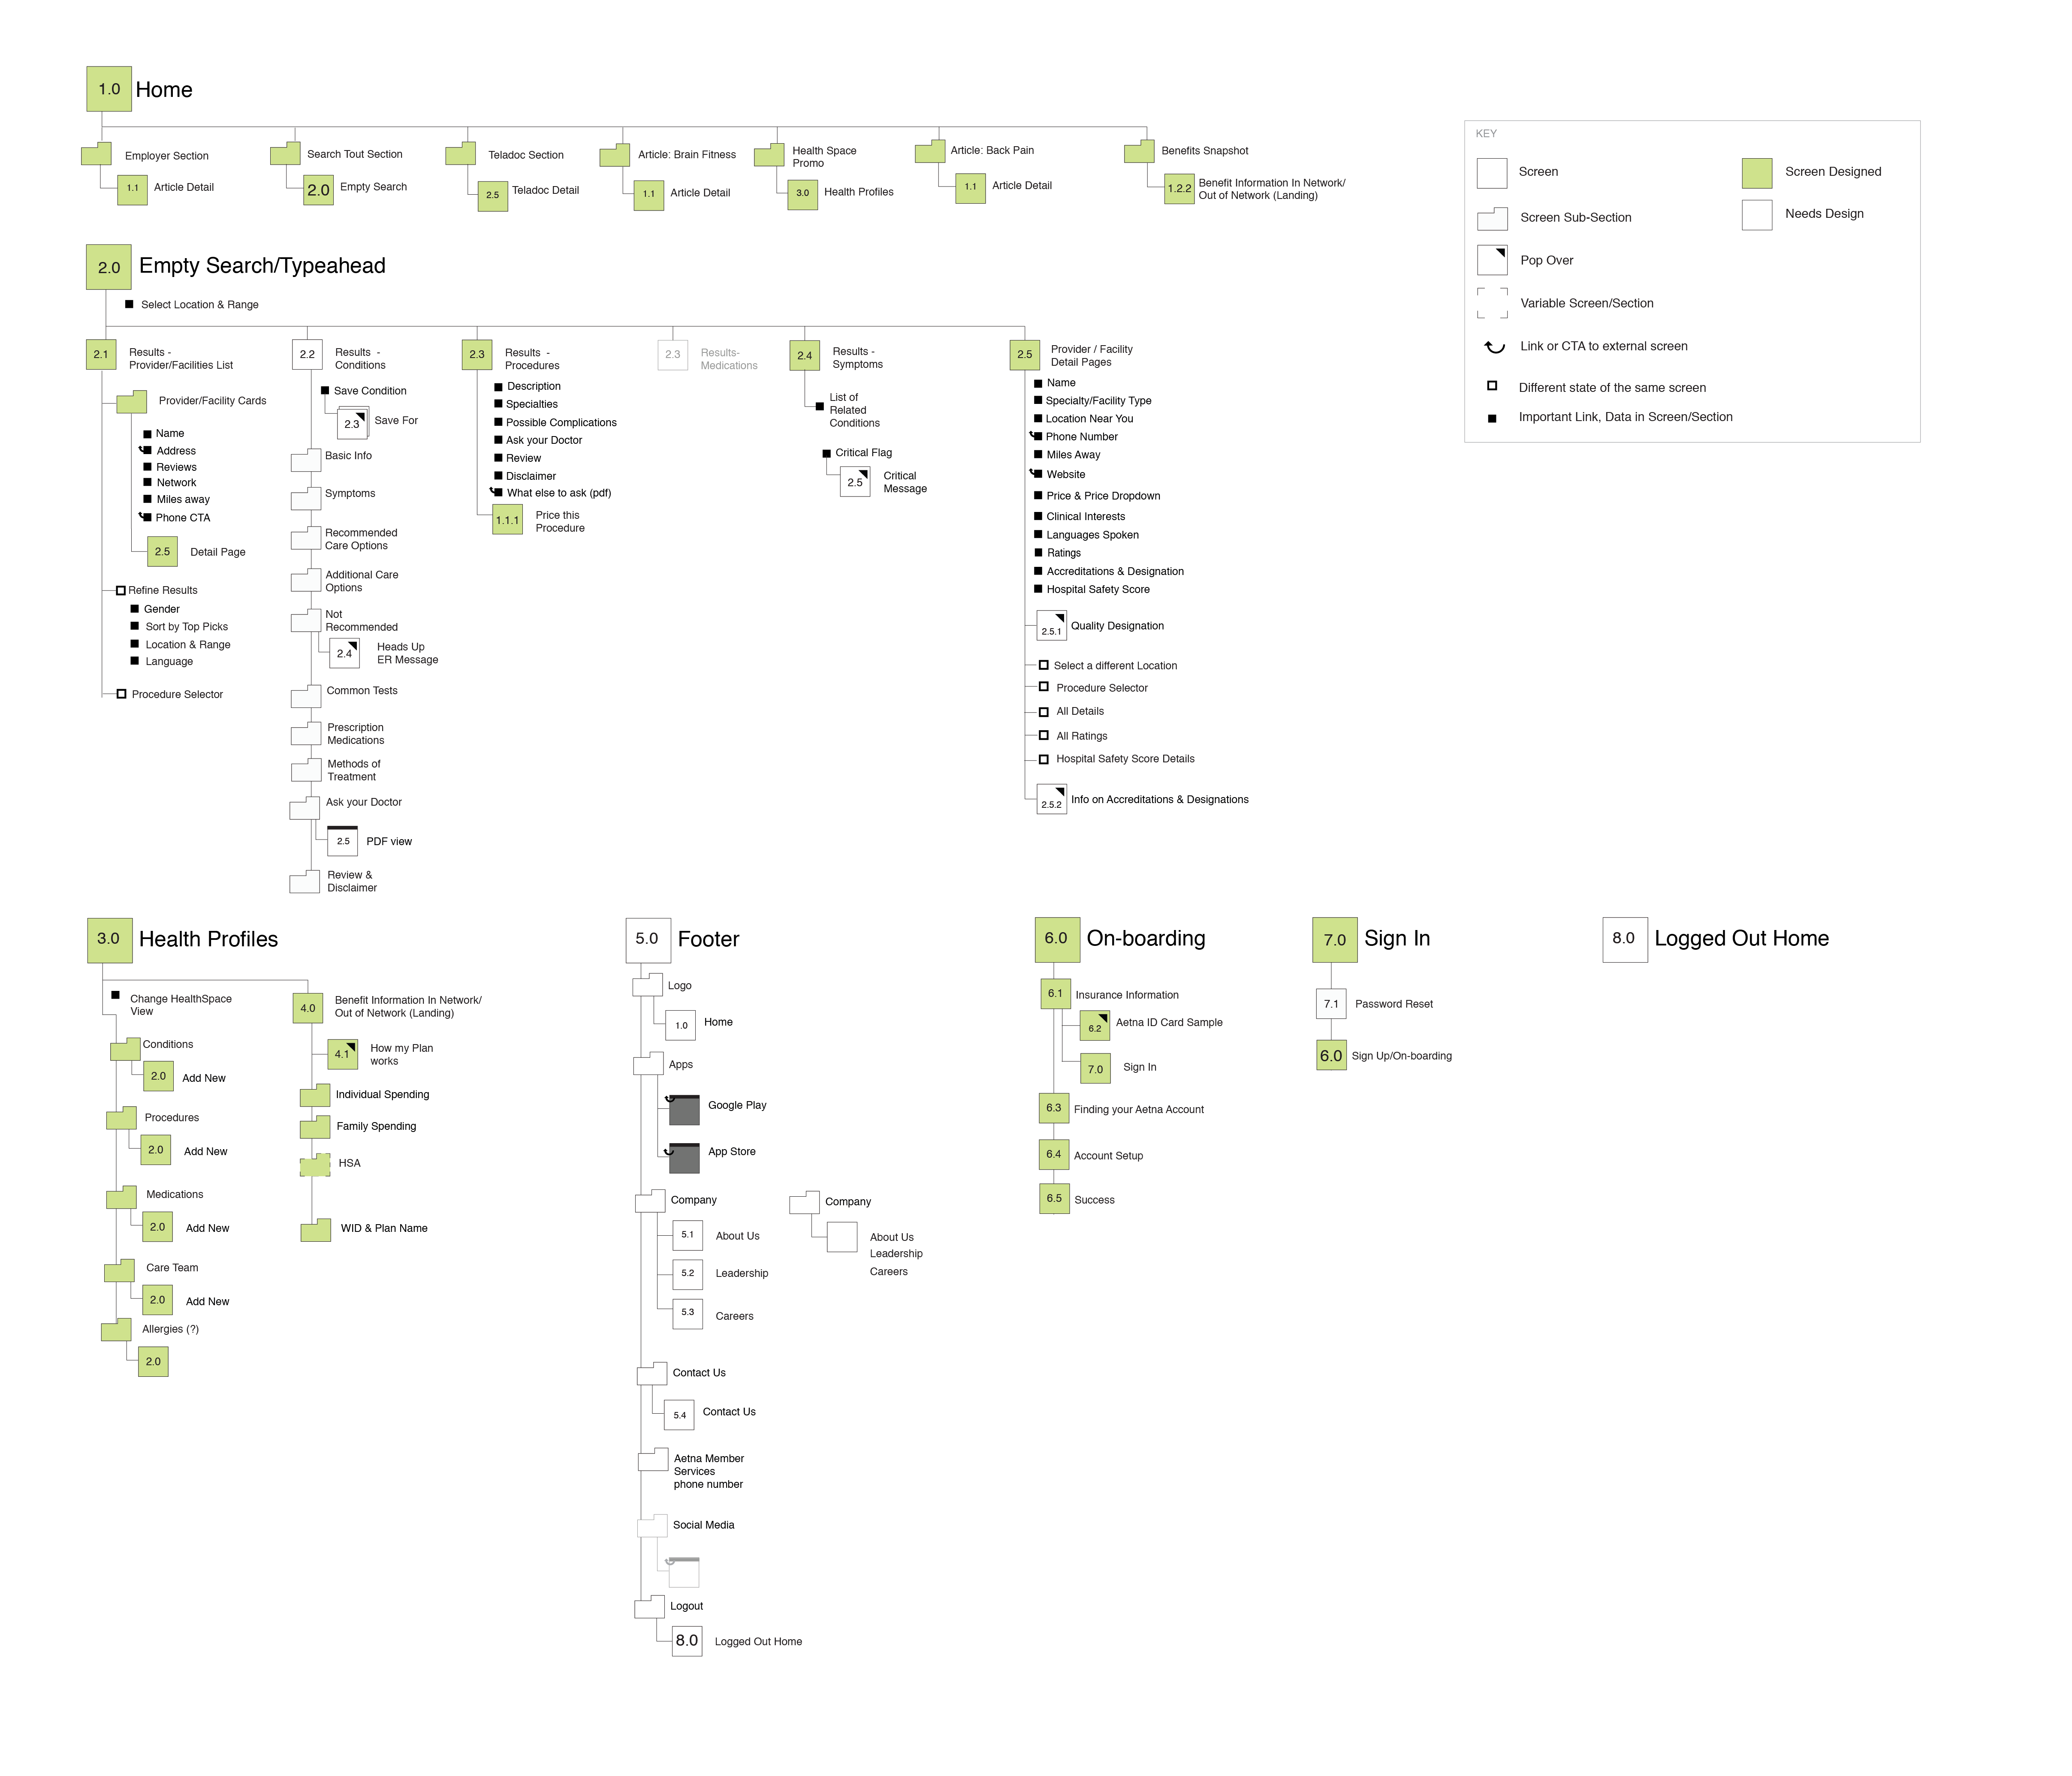 1.0 Home
Employer Section
1.1 Article Detail
Search Tout Section
2.0 Empty Search
Teladoc Section
2.5 Teladoc Detail
Article: Brain Fitness
1.1 Article Detail
Health Space
Promo
3.0 Health Profiles
Article: Back Pain
1.1 Article Detail
Benefits Snapshot
1.2.2 Benefit Information In Network/
Out of Network (Landing)
KEY
Screen
Screen Sub-Section
Pop Over
Variable Screen/Section
Link or CTA to external screen
Different state of the same screen
Important Link, Data in Screen/Section
Screen Designed
Needs Design
2.0 Empty Search/Typeahead
Select Location & Range
2.1 Results -
Provider/Facilities List
Provider/Facility Cards
Name
Address
Reviews
Network
Miles away
Phone CTA
2.5 Detail Page
Refine Results
Gender
Sort by Top Picks
Location & Range
Language
Procedure Selector
2.2 Results -
Conditions
Save Condition
2.3 Save For
Basic Info
Symptoms
Recommended
Care Options
Additional Care
Options
Not
Recommended
2.4 Heads Up
ER Message
Common Tests
Prescription
Medications
Methods of
Treatment
Ask your Doctor
2.5 PDF view
Review &
Disclaimer
2.3 Results -
Procedures
Description
Specialties
Possible Complications
Ask your Doctor
Review
Disclaimer
What else to ask (pdf)
1.1.1 Price this
Procedure
2.3 Results-
Medications
2.4 Results -
Symptoms
List of
Related
Conditions
Critical Flag
2.5 Critical
Message
2.5 Provider / Facility
Detail Pages
Name
Specialty/Facility Type
Location Near You
Phone Number
Miles Away
Website
Price & Price Dropdown
Clinical Interests
Languages Spoken
Ratings
Accreditations & Designation
Hospital Safety Score
2.5.1 Quality Designation
Select a different Location
Procedure Selector
All Details
All Ratings
Hospital Safety Score Details
2.5.2 Info on Accreditations & Designations
3.0 Health Profiles
Change HealthSpace
View
Conditions
2.0 Add New
Procedures
2.0 Add New
Medications
2.0 Add New
Care Team
2.0 Add New
Allergies (?)
2.0
4.0 Benefit Information In Network/
Out of Network (Landing)
4.1 How my Plan
works
Individual Spending
Family Spending
HSA
WID & Plan Name
5.0 Footer
Logo
1.0 Home
Apps
Google Play
App Store
Company
5.1 About Us
5.2 Leadership
5.3 Careers
Company
About Us
Leadership
Careers
Contact Us
5.4 Contact Us
Aetna Member
Services
phone number
Social Media
Logout
8.0 Logged Out Home
6.0 On-boarding
6.1 Insurance Information
6.2 Aetna ID Card Sample
7.0 Sign In
6.3 Finding your Aetna Account
6.4 Account Setup
6.5 Success
7.0 Sign In
7.1 Password Reset
6.0 Sign Up/On-boarding
8.0 Logged Out Home